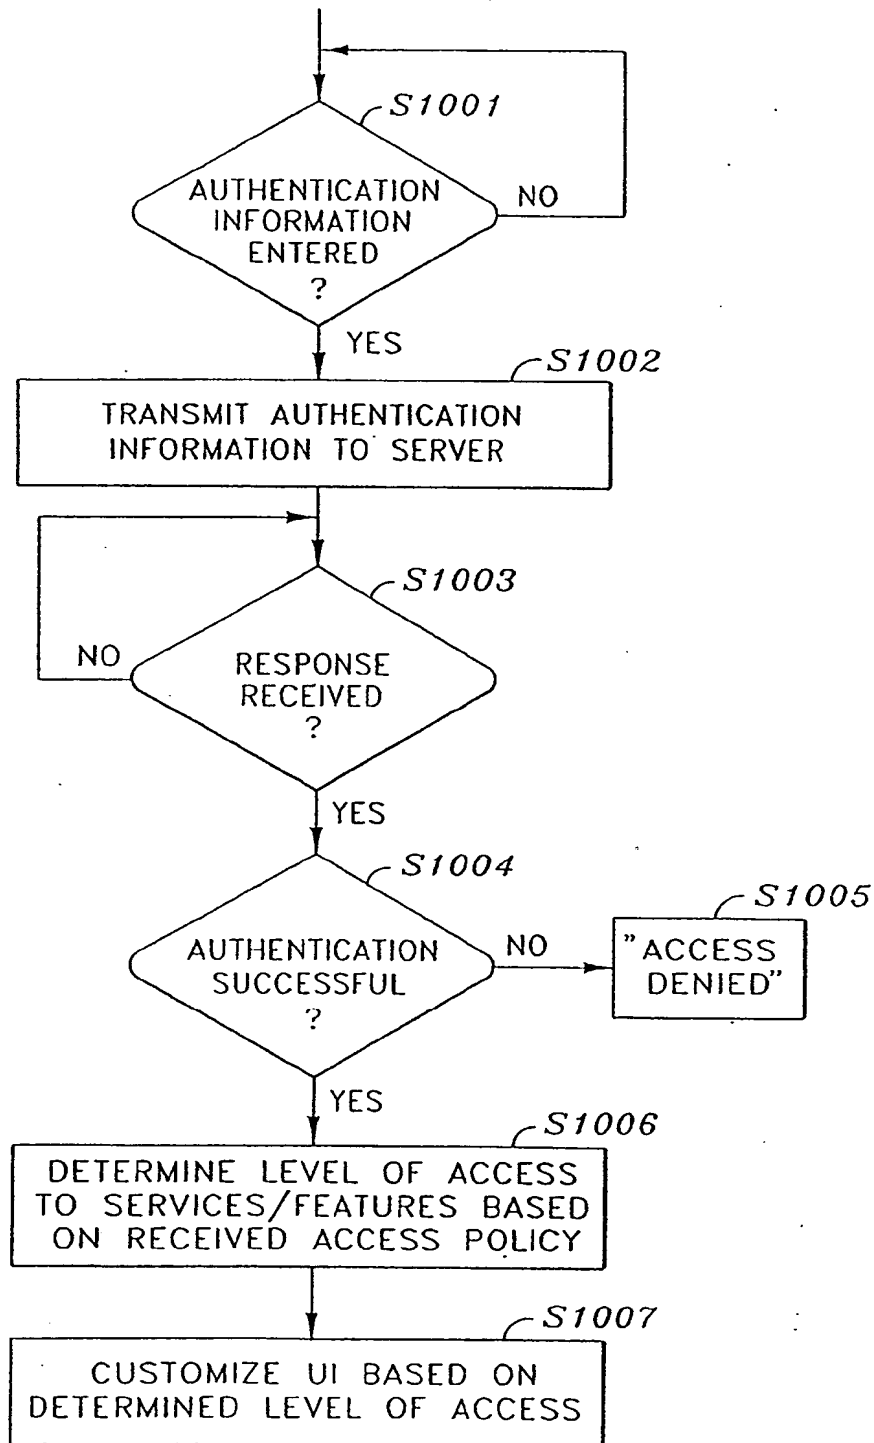 S1001
AUTHENTICATION
INFORMATION
ENTERED
?
NO
YES
S1002
TRANSMIT AUTHENTICATION
INFORMATION TO SERVER
S1003
NO
RESPONSE
RECEIVED
?
YES
S1004
AUTHENTICATION
SUCCESSFUL
?
NO
S1005
"ACCESS
DENIED"
YES
S1006
DETERMINE LEVEL OF ACCESS
TO SERVICES/FEATURES BASED
ON RECEIVED ACCESS POLICY
S1007
CUSTOMIZE UI BASED ON
DETERMINED LEVEL OF ACCESS